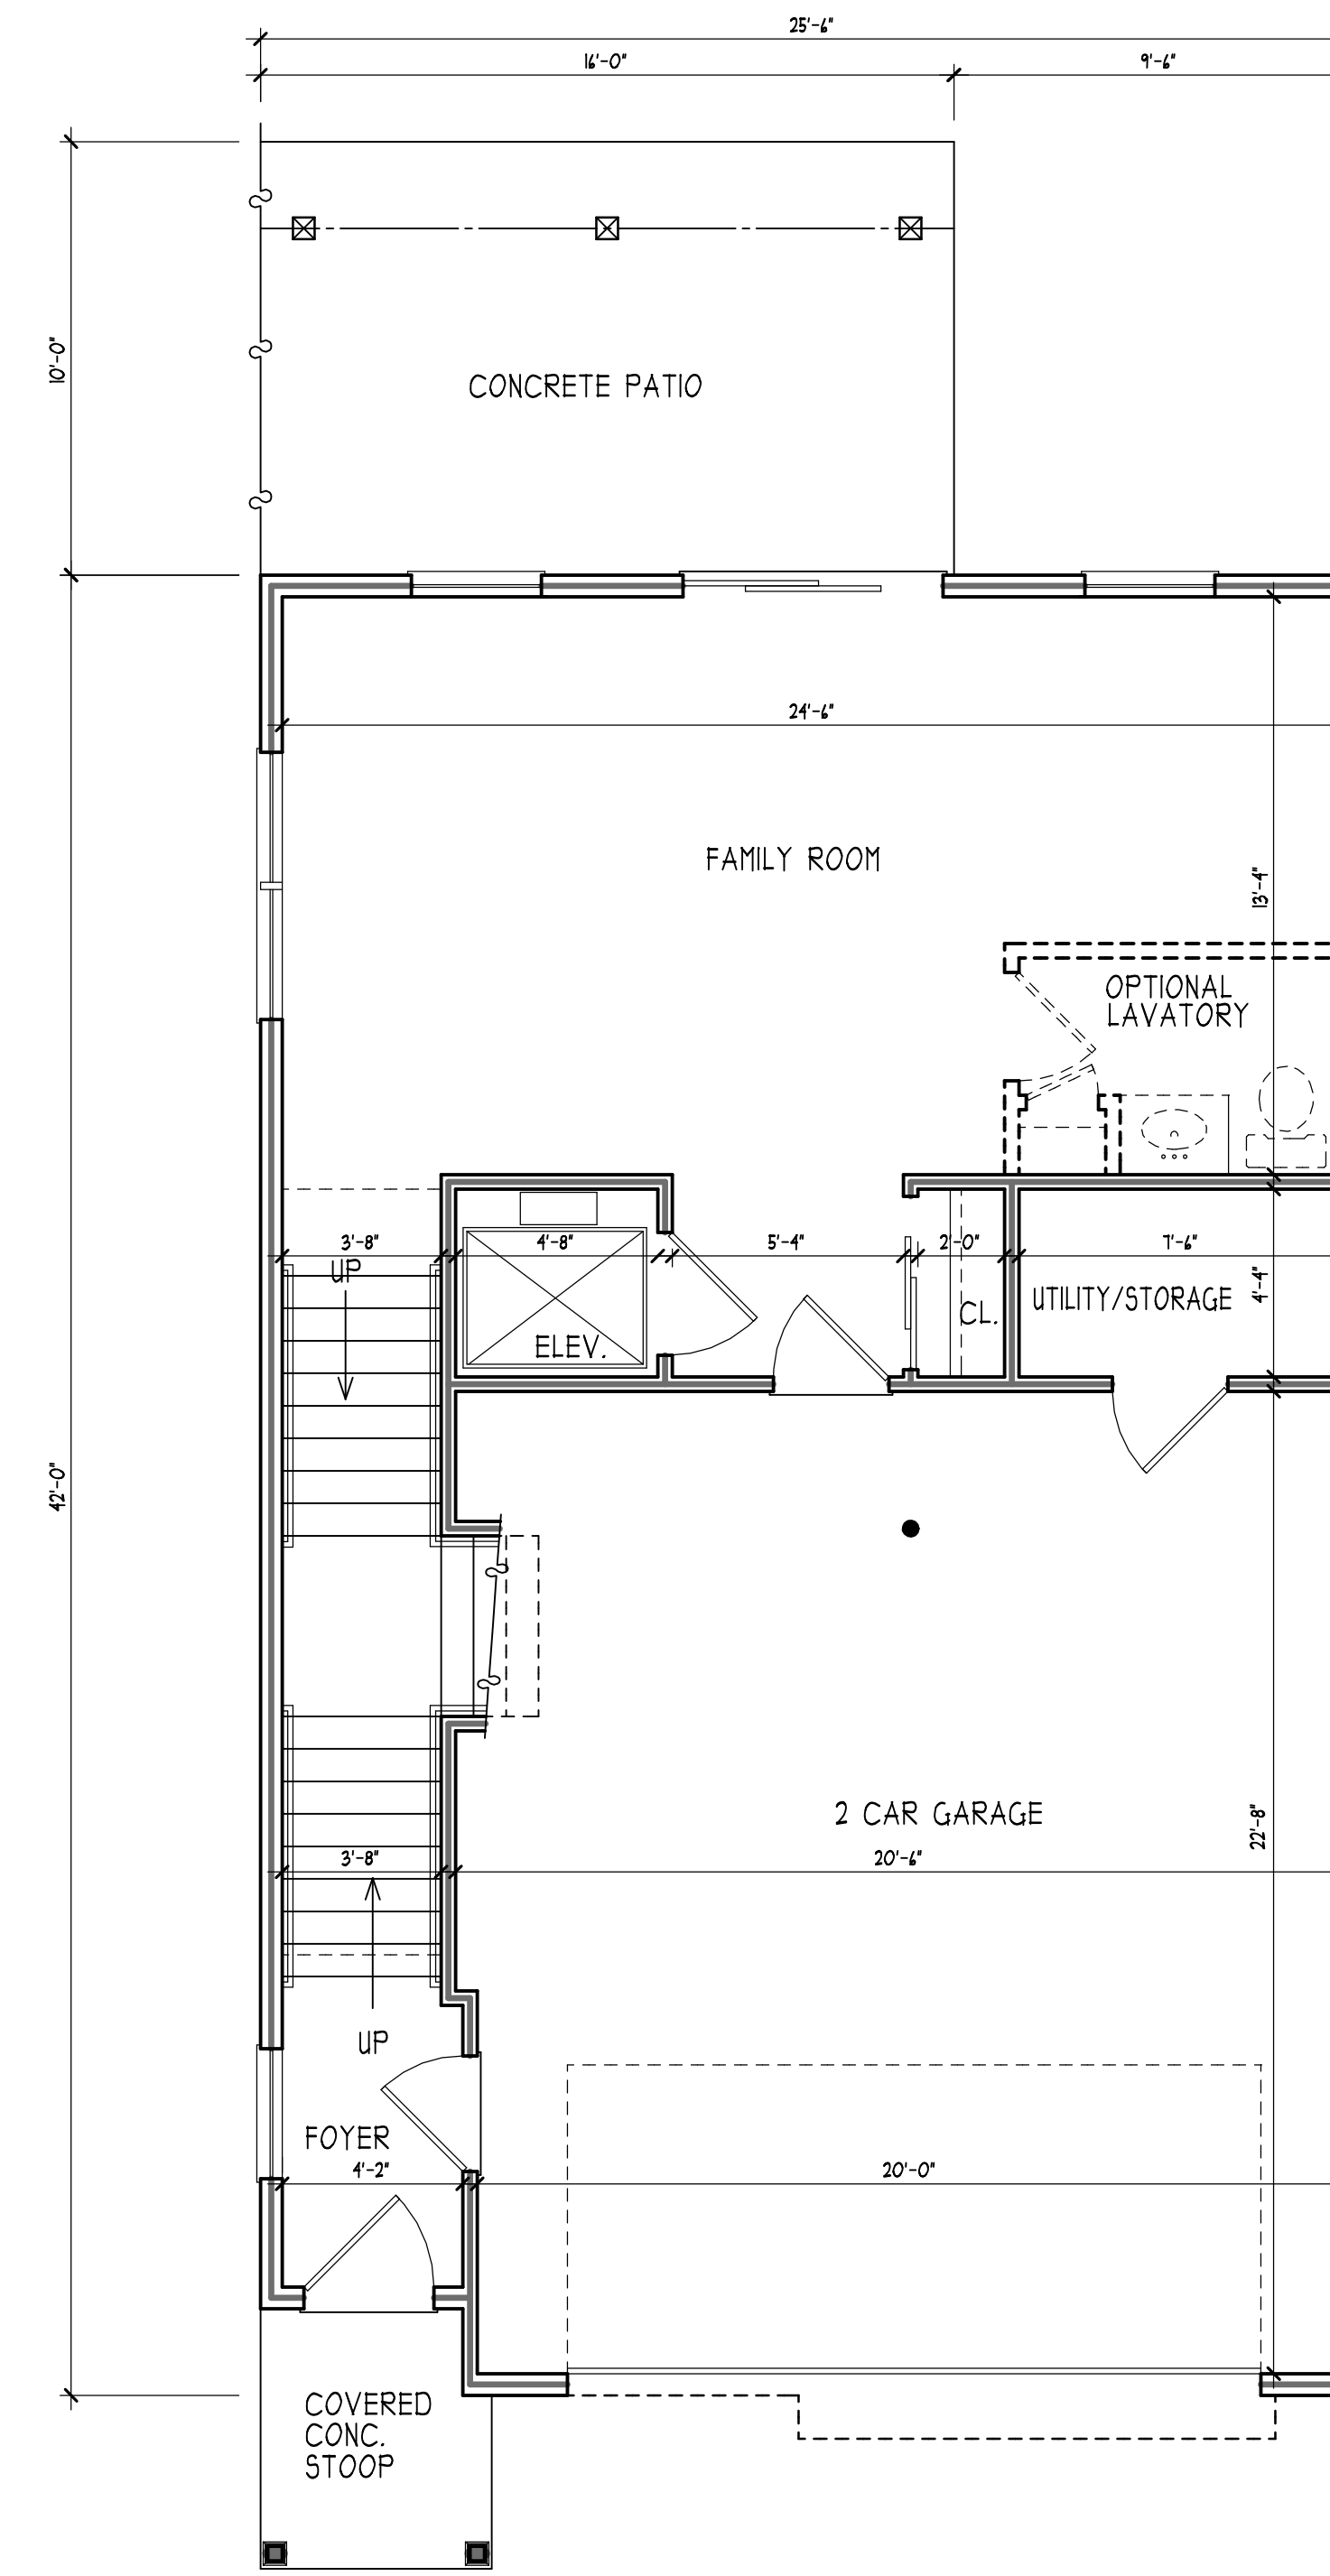 25'-6"
16'-0"
9'-6"
10'-0"
CONCRETE PATIO
24'-6"
FAMILY ROOM
13'-4"
OPTIONAL
LAVATORY
3'-8"
4'-8"
5'-4"
2'-0"
7'-6"
UP
4'-4"
UTILITY/STORAGE
CL.
ELEV.
42'-0"
2 CAR GARAGE
22'-8"
3'-8"
20'-6"
UP
FOYER
4'-2"
20'-0"
COVERED
CONC.
STOOP